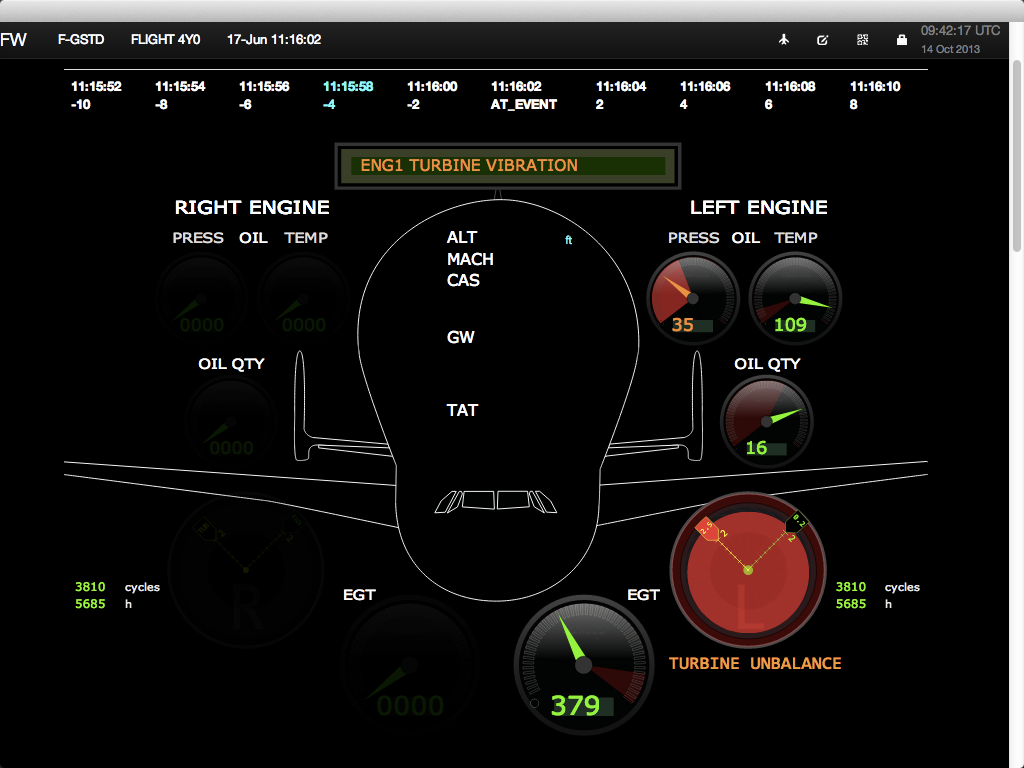 FW F-GSTD FLIGHT 4Y0 17-Jun 11:16:02 09:42:17 UTC
14 Oct 2013
11:15:52 11:15:54 11:15:56 11:15:58 11:16:00 11:16:02 11:16:04 11:16:06 11:16:08 11:16:10
-10 -8 -6 -4 -2 AT_EVENT 2 4 6 8
ENG1 TURBINE VIBRATION
RIGHT ENGINE LEFT ENGINE
PRESS OIL TEMP ALT ft PRESS OIL TEMP
MACH
CAS
0000 0000 35 109
GW
OIL QTY OIL QTY
TAT
0000 16
2.5 2 0.2 2
3810 cycles 3810 cycles
5685 h 5685 h
R L
EGT EGT
TURBINE UNBALANCE
0000 379